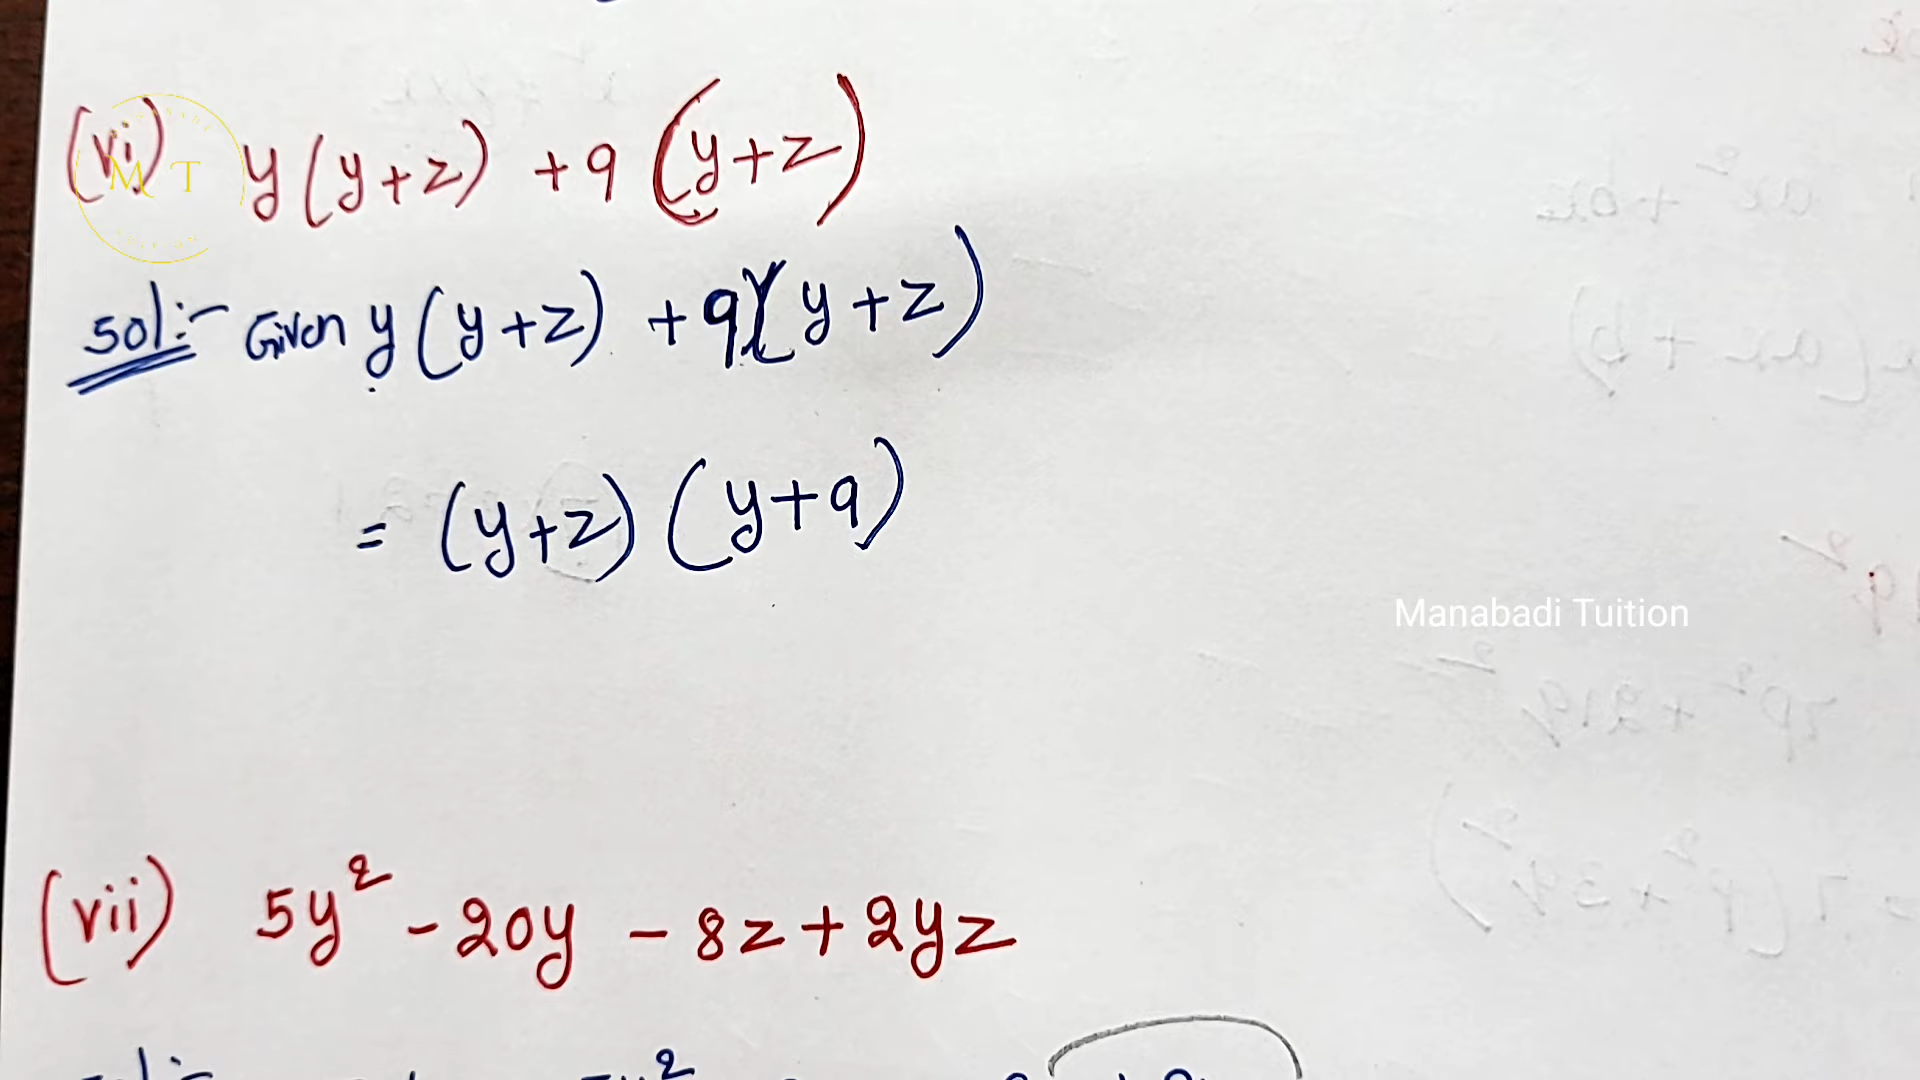 (vi) y(y+z) +9 (y+z)
M T
Sol:- Given y(y+z) +9(y+z)
= (y+z) (y+9)
Manabadi Tuition
(vii) 5y² - 20y - 8z + 2yz